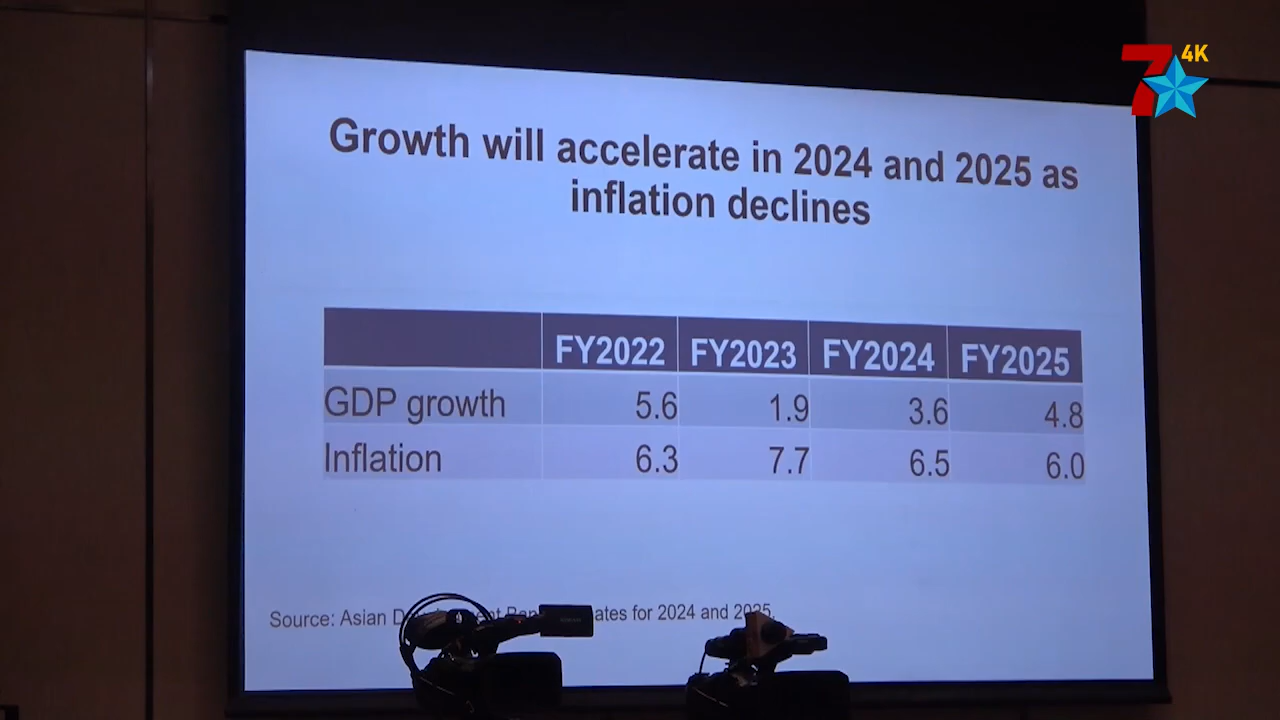 7 4K
Growth will accelerate in 2024 and 2025 as
inflation declines
FY2022 FY2023 FY2024 FY2025
GDP growth 5.6 1.9 3.6 4.8
Inflation 6.3 7.7 6.5 6.0
Source: Asian for 2024 and 2025